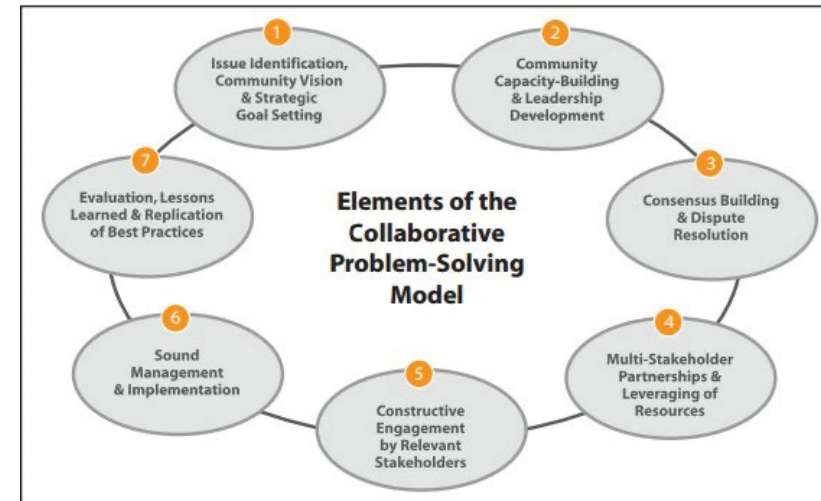 1
Issue Identification,
Community Vision
& Strategic
Goal Setting
2
Community
Capacity-Building
& Leadership
Development
3
Consensus Building
& Dispute
Resolution
4
Multi-Stakeholder
Partnerships &
Leveraging of
Resources
5
Constructive
Engagement
by Relevant
Stakeholders
6
Sound
Management
& Implementation
7
Evaluation, Lessons
Learned & Replication
of Best Practices
Elements of the
Collaborative
Problem-Solving
Model